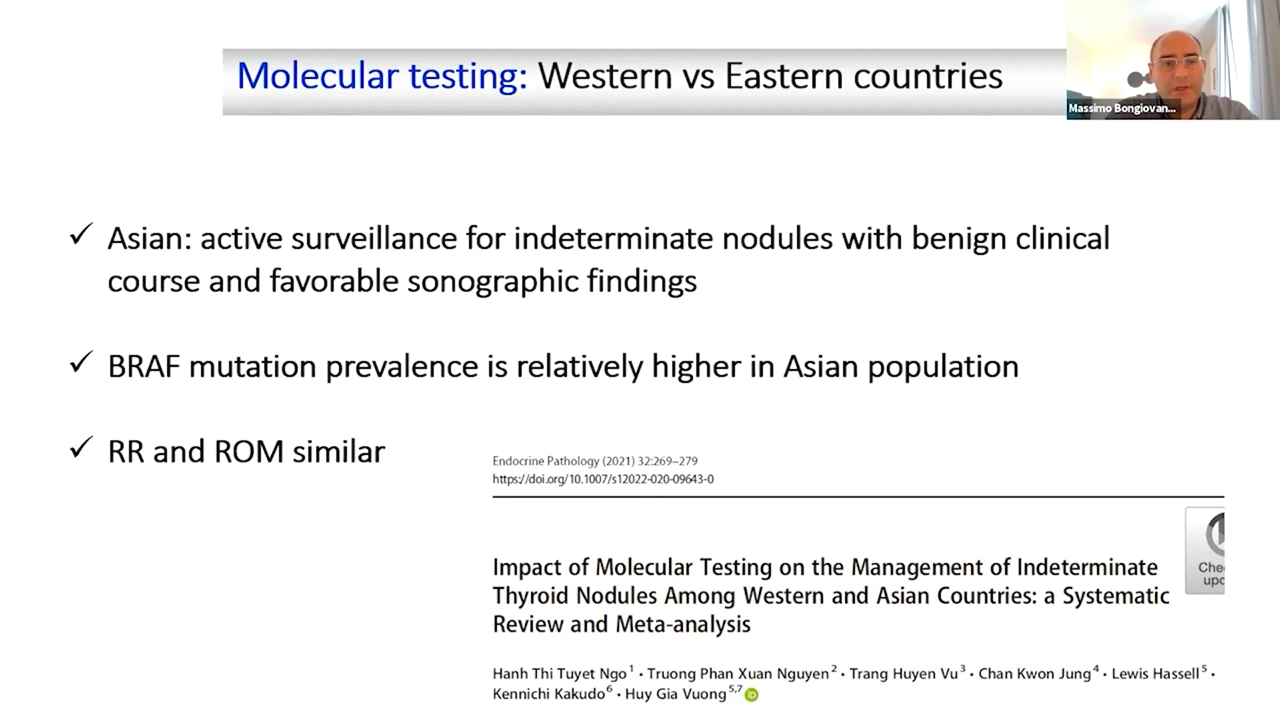 Molecular testing: Western vs Eastern countries
Massimo Bongiovan...
✓ Asian: active surveillance for indeterminate nodules with benign clinical
course and favorable sonographic findings
✓ BRAF mutation prevalence is relatively higher in Asian population
✓ RR and ROM similar
Endocrine Pathology (2021) 32:269–279
https://doi.org/10.1007/s12022-020-09643-0
Che
upd
Impact of Molecular Testing on the Management of Indeterminate
Thyroid Nodules Among Western and Asian Countries: a Systematic
Review and Meta-analysis
Hanh Thi Tuyet Ngo¹ · Truong Phan Xuan Nguyen² · Trang Huyen Vu³ · Chan Kwon Jung⁴ · Lewis Hassell⁵ ·
Kennichi Kakudo⁶ · Huy Gia Vuong⁵,⁷ iD